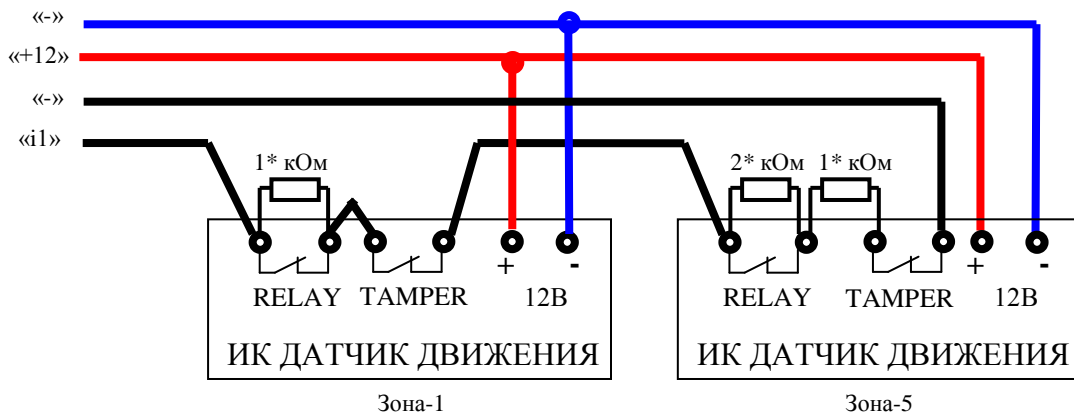 «-»
«+12»
«-»
«i1»
1* кОм
2* кОм 1* кОм
+ - + -
RELAY TAMPER 12В RELAY TAMPER 12В
ИК ДАТЧИК ДВИЖЕНИЯ ИК ДАТЧИК ДВИЖЕНИЯ
Зона-1 Зона-5